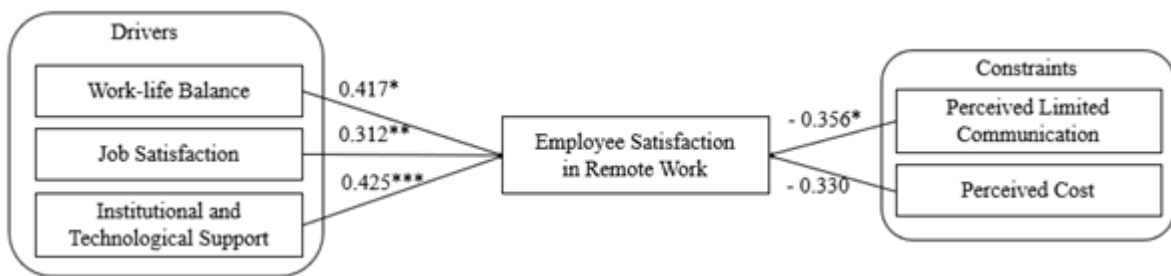 Drivers
Work-life Balance
Job Satisfaction
Institutional and
Technological Support
0.417*
0.312**
0.425***
Employee Satisfaction
in Remote Work
- 0.356*
- 0.330
Constraints
Perceived Limited
Communication
Perceived Cost